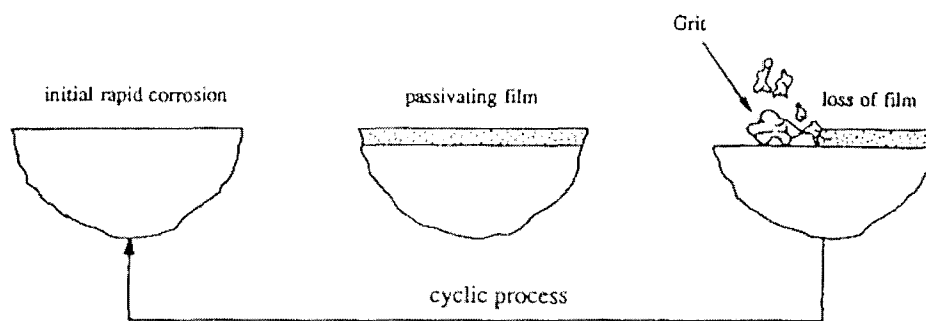 Grit
initial rapid corrosion
passivating film
loss of film
cyclic process